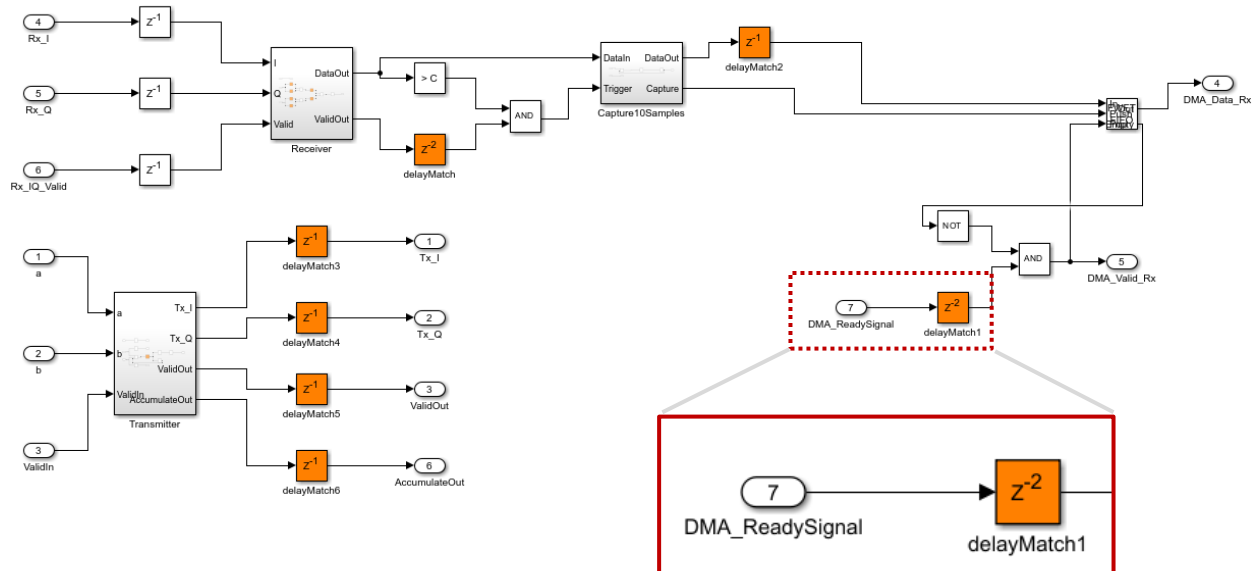 4
Rx_I
z-1
5
Rx_Q
z-1
6
Rx_IQ_Valid
z-1
I
Q
Valid
DataOut
ValidOut
Receiver
> C
z-2
delayMatch
AND
DataIn
Trigger
DataOut
Capture
Capture10Samples
z-1
delayMatch2
4
DMA_Data_Rx
NOT
AND
5
DMA_Valid_Rx
7
DMA_ReadySignal
z-2
delayMatch1
1
a
2
b
3
ValidIn
a
b
ValidIn
Tx_I
Tx_Q
ValidOut
AccumulateOut
Transmitter
z-1
delayMatch3
1
Tx_I
z-1
delayMatch4
2
Tx_Q
z-1
delayMatch5
3
ValidOut
z-1
delayMatch6
6
AccumulateOut
7
DMA_ReadySignal
z-2
delayMatch1